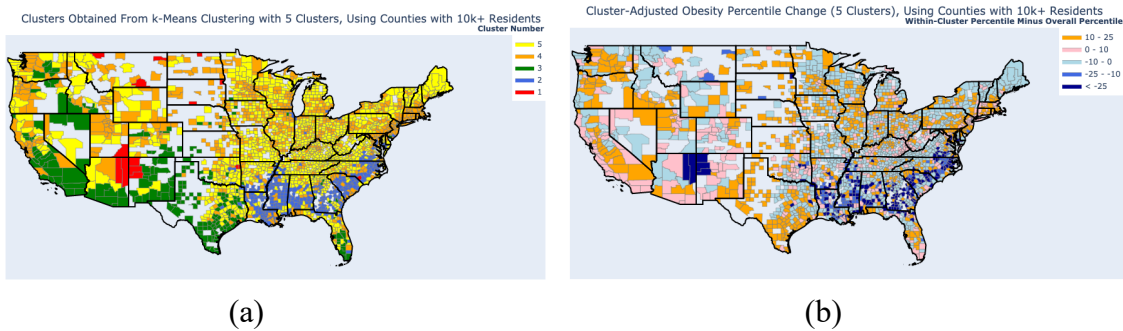 Clusters Obtained From k-Means Clustering with 5 Clusters, Using Counties with 10k+ Residents
Cluster Number
5
4
3
2
1
(a)
Cluster-Adjusted Obesity Percentile Change (5 Clusters), Using Counties with 10k+ Residents
Within-Cluster Percentile Minus Overall Percentile
10 - 25
0 - 10
-10 - 0
-25 - -10
< -25
(b)